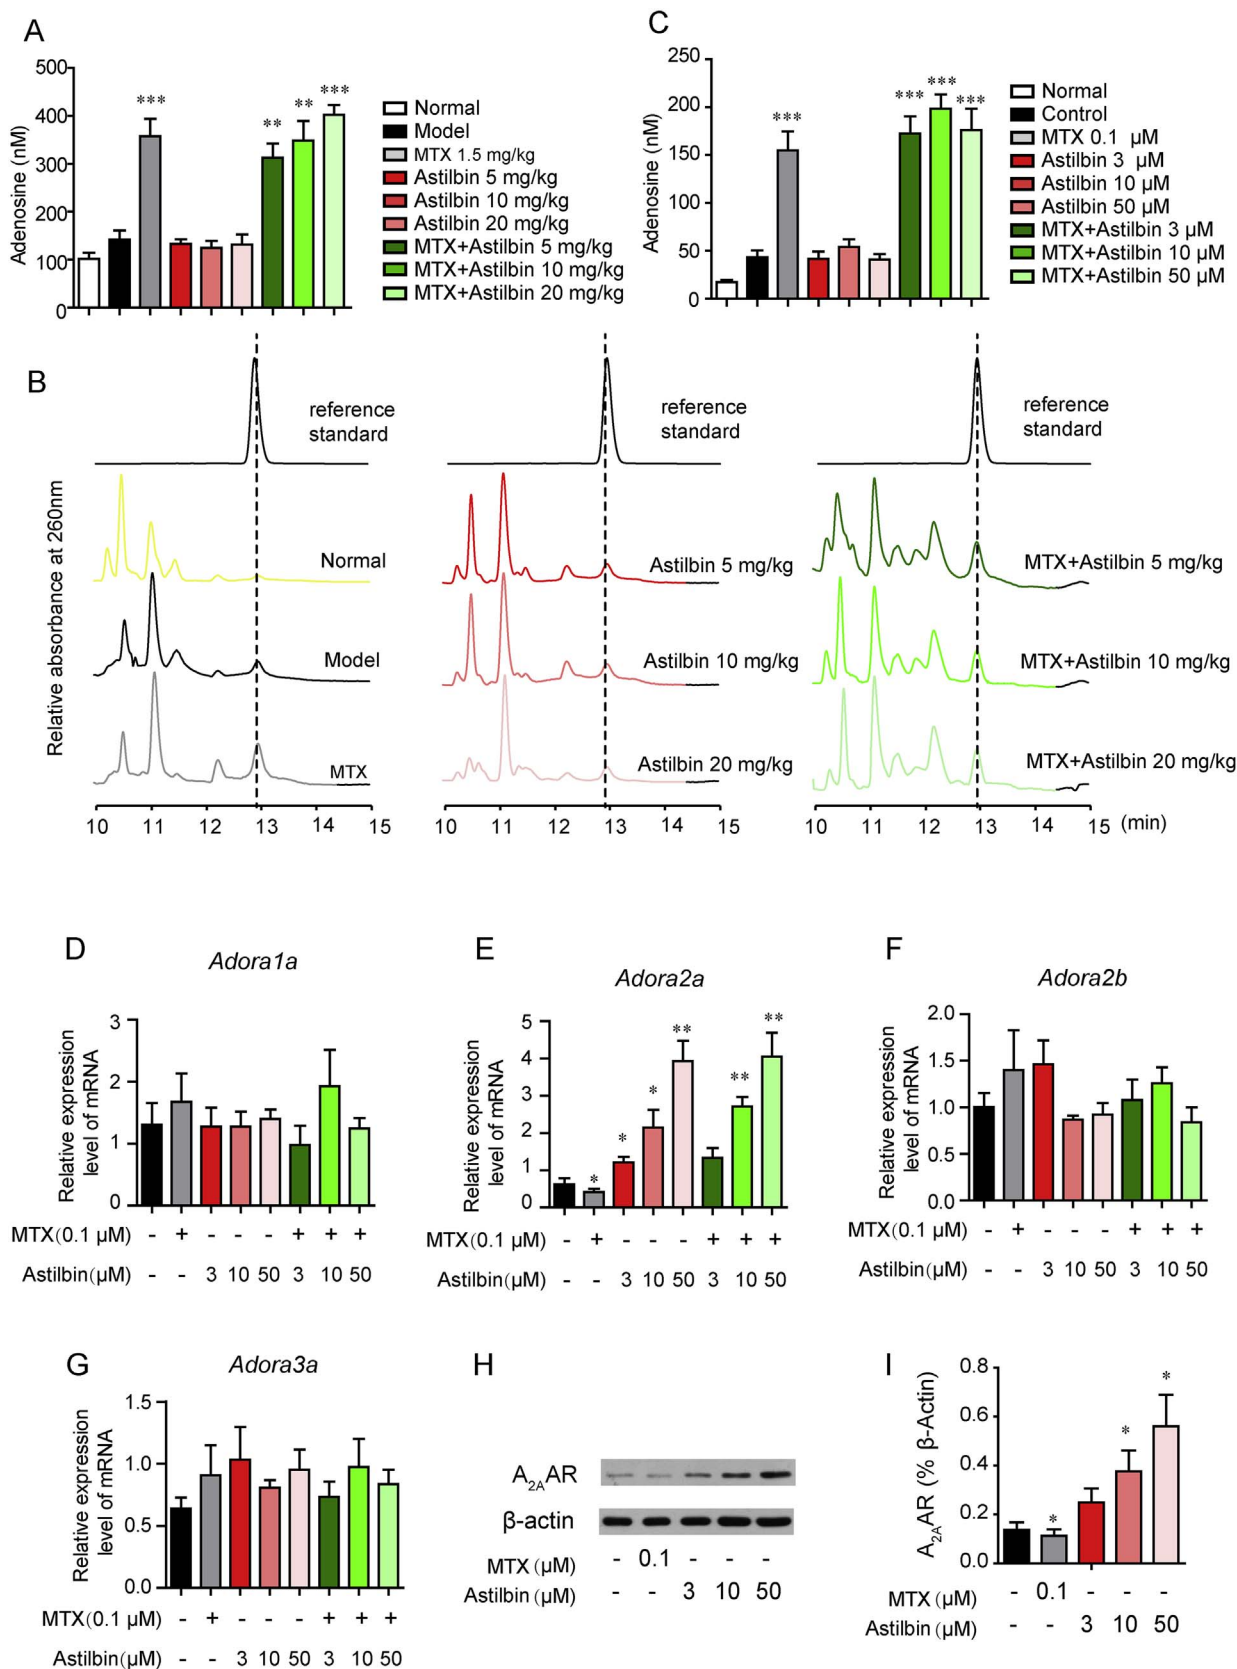 A
Adenosine (nM)
500
400
300
200
100
0
***
**
**
***
Normal
Model
MTX 1.5 mg/kg
Astilbin 5 mg/kg
Astilbin 10 mg/kg
Astilbin 20 mg/kg
MTX+Astilbin 5 mg/kg
MTX+Astilbin 10 mg/kg
MTX+Astilbin 20 mg/kg
C
Adenosine (nM)
250
200
150
100
50
0
***
***
***
***
Normal
Control
MTX 0.1 μM
Astilbin 3 μM
Astilbin 10 μM
Astilbin 50 μM
MTX+Astilbin 3 μM
MTX+Astilbin 10 μM
MTX+Astilbin 50 μM
B
Relative absorbance at 260nm
reference
standard
Normal
Model
MTX
10 11 12 13 14 15
reference
standard
Astilbin 5 mg/kg
Astilbin 10 mg/kg
Astilbin 20 mg/kg
10 11 12 13 14 15
reference
standard
MTX+Astilbin 5 mg/kg
MTX+Astilbin 10 mg/kg
MTX+Astilbin 20 mg/kg
10 11 12 13 14 15 (min)
D
Adora1a
Relative expression
level of mRNA
3
2
1
0
MTX(0.1 μM) - + - - - + + +
Astilbin(μM) - - 3 10 50 3 10 50
E
Adora2a
Relative expression
level of mRNA
5
4
3
2
1
0
*
*
*
**
**
**
MTX(0.1 μM) - + - - - + + +
Astilbin(μM) - - 3 10 50 3 10 50
F
Adora2b
Relative expression
level of mRNA
2.0
1.5
1.0
0.5
0.0
MTX(0.1 μM) - + - - - + + +
Astilbin(μM) - - 3 10 50 3 10 50
G
Adora3a
Relative expression
level of mRNA
1.5
1.0
0.5
0.0
MTX(0.1 μM) - + - - - + + +
Astilbin(μM) - - 3 10 50 3 10 50
H
A2AAR
β-actin
MTX (μM) - 0.1 - - -
Astilbin (μM) - - 3 10 50
I
A2AAR (% β-Actin)
0.8
0.6
0.4
0.2
0.0
*
*
*
MTX (μM) - 0.1 - - -
Astilbin (μM) - - 3 10 50